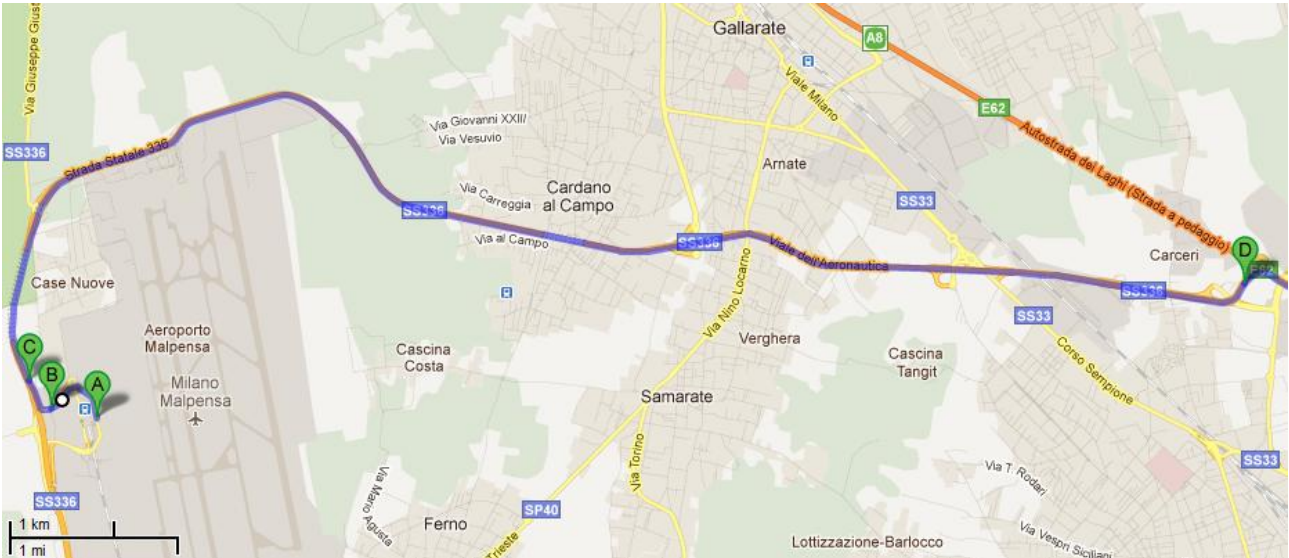 Gallarate
A8
Via Giuseppe Giust
Viale Milano
E62
Via Giovanni XXIII/
Via Vesuvio
Autostrada dei Laghi (Strada a pedaggio)
SS336
Strada Statale 336
Arnate
Via Carreggia
Cardano
al Campo
SS33
SS336
Via al Campo
SS336
Viale dell'Aeronautica
Carceri
D
E62
Case Nuove
SS336
Via Nino Locarno
SS33
Aeroporto
Malpensa
Verghera
C
Cascina
Costa
Cascina
Tangit
Corso Sempione
B
A
Milano
Malpensa
Samarate
Via Torino
SS33
Via T. Rodari
Via Mario
Agusta
SS336
SP40
Ferno
Trieste
Via Vespri Siciliani
Lottizzazione-Barlocco
1 km
1 mi